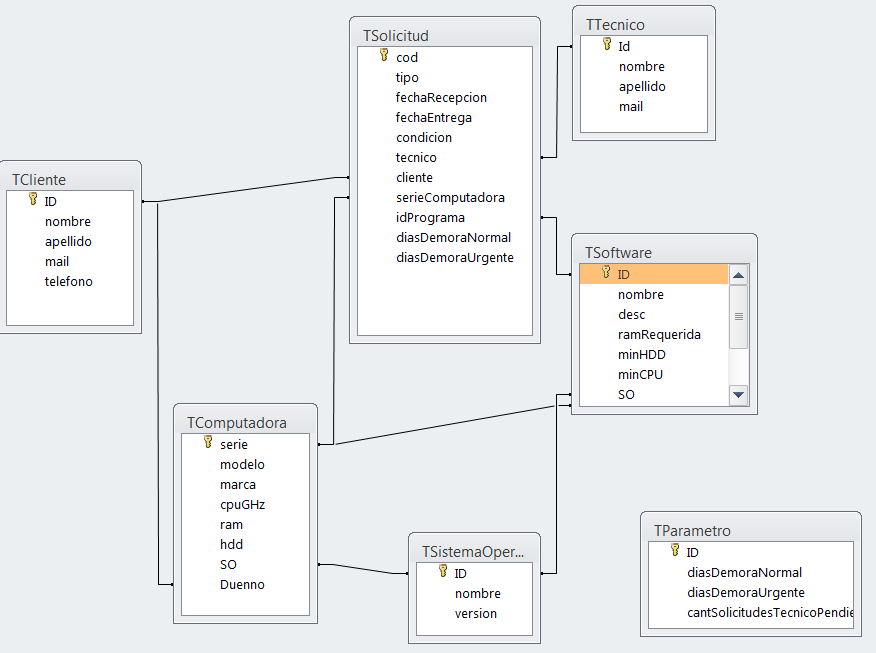 TSolicitud
cod
tipo
fechaRecepcion
fechaEntrega
condicion
tecnico
cliente
serieComputadora
idPrograma
diasDemoraNormal
diasDemoraUrgente
TTecnico
Id
nombre
apellido
mail
TCliente
ID
nombre
apellido
mail
telefono
TSoftware
ID
nombre
desc
ramRequerida
minHDD
minCPU
SO
TComputadora
serie
modelo
marca
cpuGHz
ram
hdd
SO
Duenno
TSistemaOper...
ID
nombre
version
TParametro
ID
diasDemoraNormal
diasDemoraUrgente
cantSolicitudesTecnicoPendie